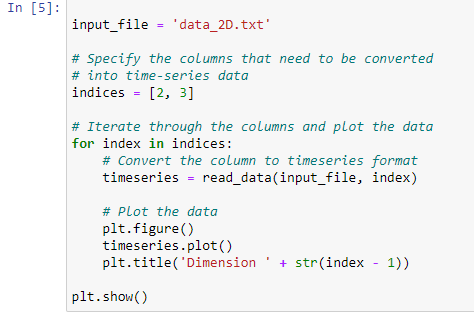 In [5]:
input_file = 'data_2D.txt'
# Specify the columns that need to be converted
# into time-series data
indices = [2, 3]
# Iterate through the columns and plot the data
for index in indices:
# Convert the column to timeseries format
timeseries = read_data(input_file, index)
# Plot the data
plt.figure()
timeseries.plot()
plt.title('Dimension ' + str(index - 1))
plt.show()